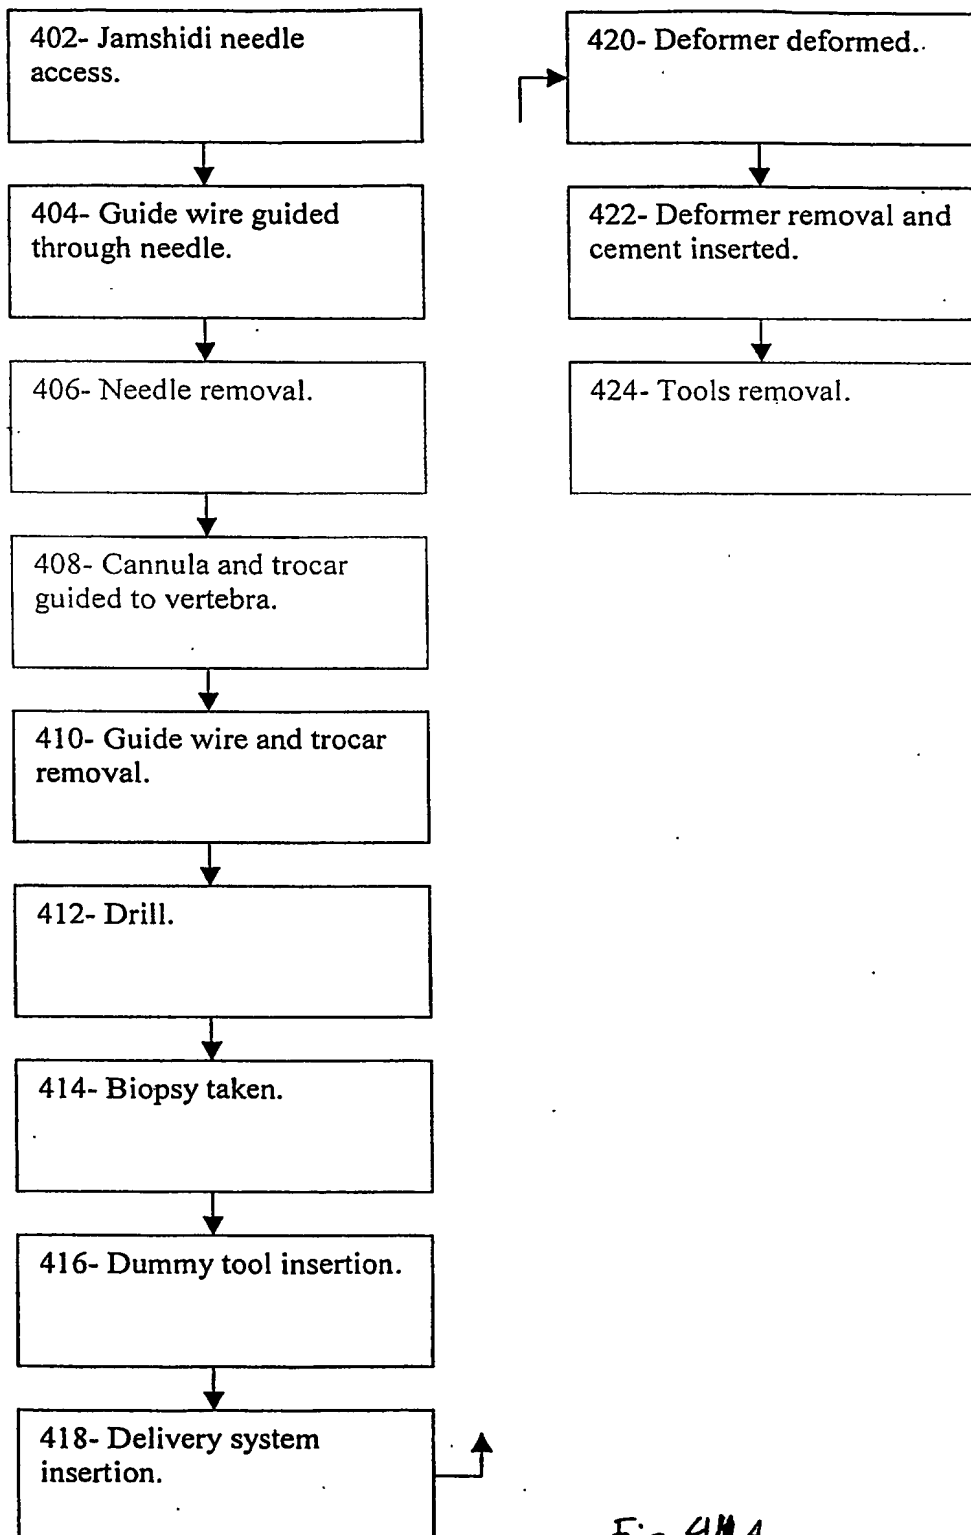 402- Jamshidi needle
access.
404- Guide wire guided
through needle.
406- Needle removal.
408- Cannula and trocar
guided to vertebra.
410- Guide wire and trocar
removal.
412- Drill.
414- Biopsy taken.
416- Dummy tool insertion.
418- Delivery system
insertion.
420- Deformer deformed.
422- Deformer removal and
cement inserted.
424- Tools removal.
Fig